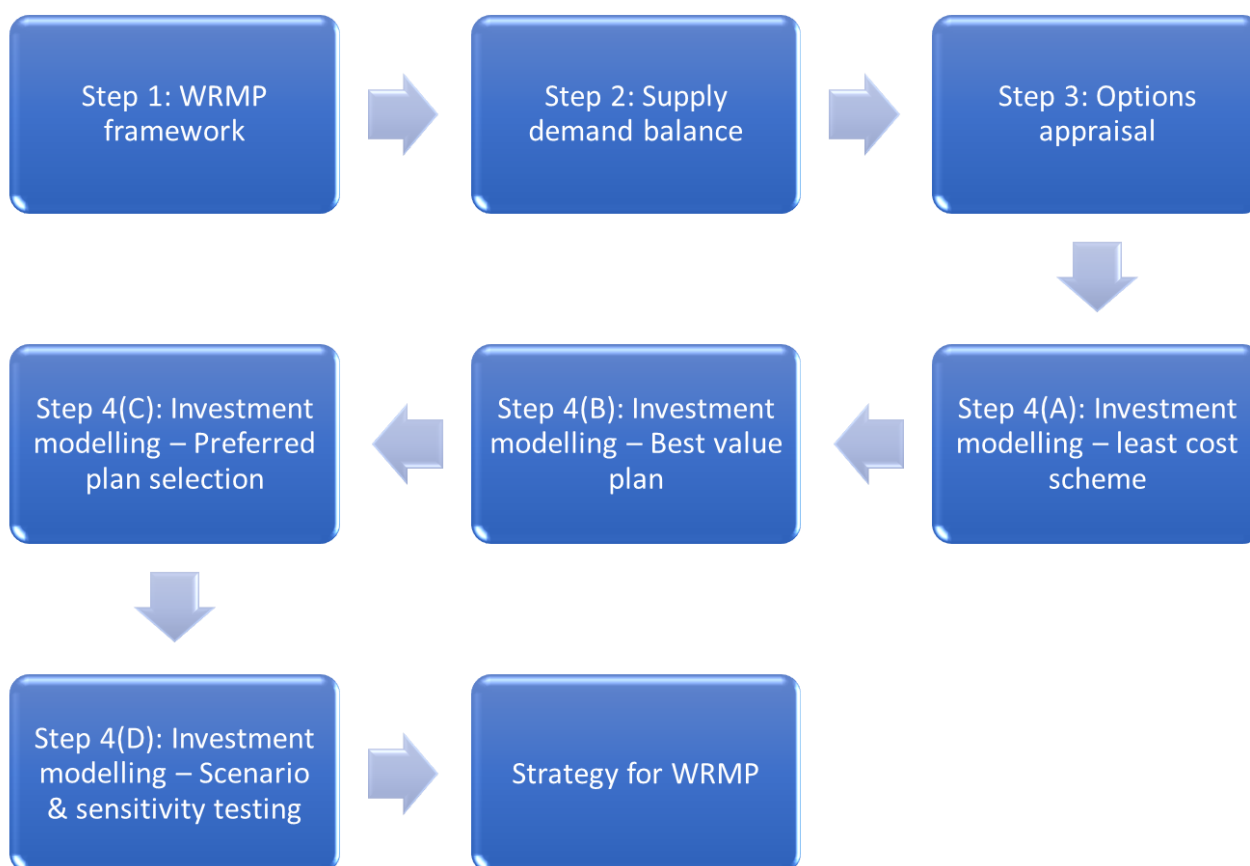 Step 1: WRMP
framework
Step 2: Supply
demand balance
Step 3: Options
appraisal
Step 4(A): Investment
modelling – least cost
scheme
Step 4(B): Investment
modelling – Best value
plan
Step 4(C): Investment
modelling – Preferred
plan selection
Step 4(D): Investment
modelling – Scenario
& sensitivity testing
Strategy for WRMP